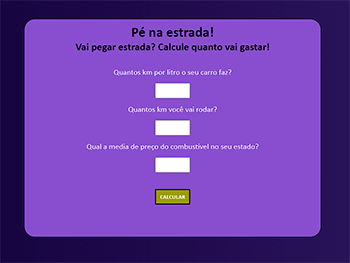 Pé na estrada!
Vai pegar estrada? Calcule quanto vai gastar!
Quantos km por litro o seu carro faz?
Quantos km você vai rodar?
Qual a media de preço do combustível no seu estado?
CALCULAR